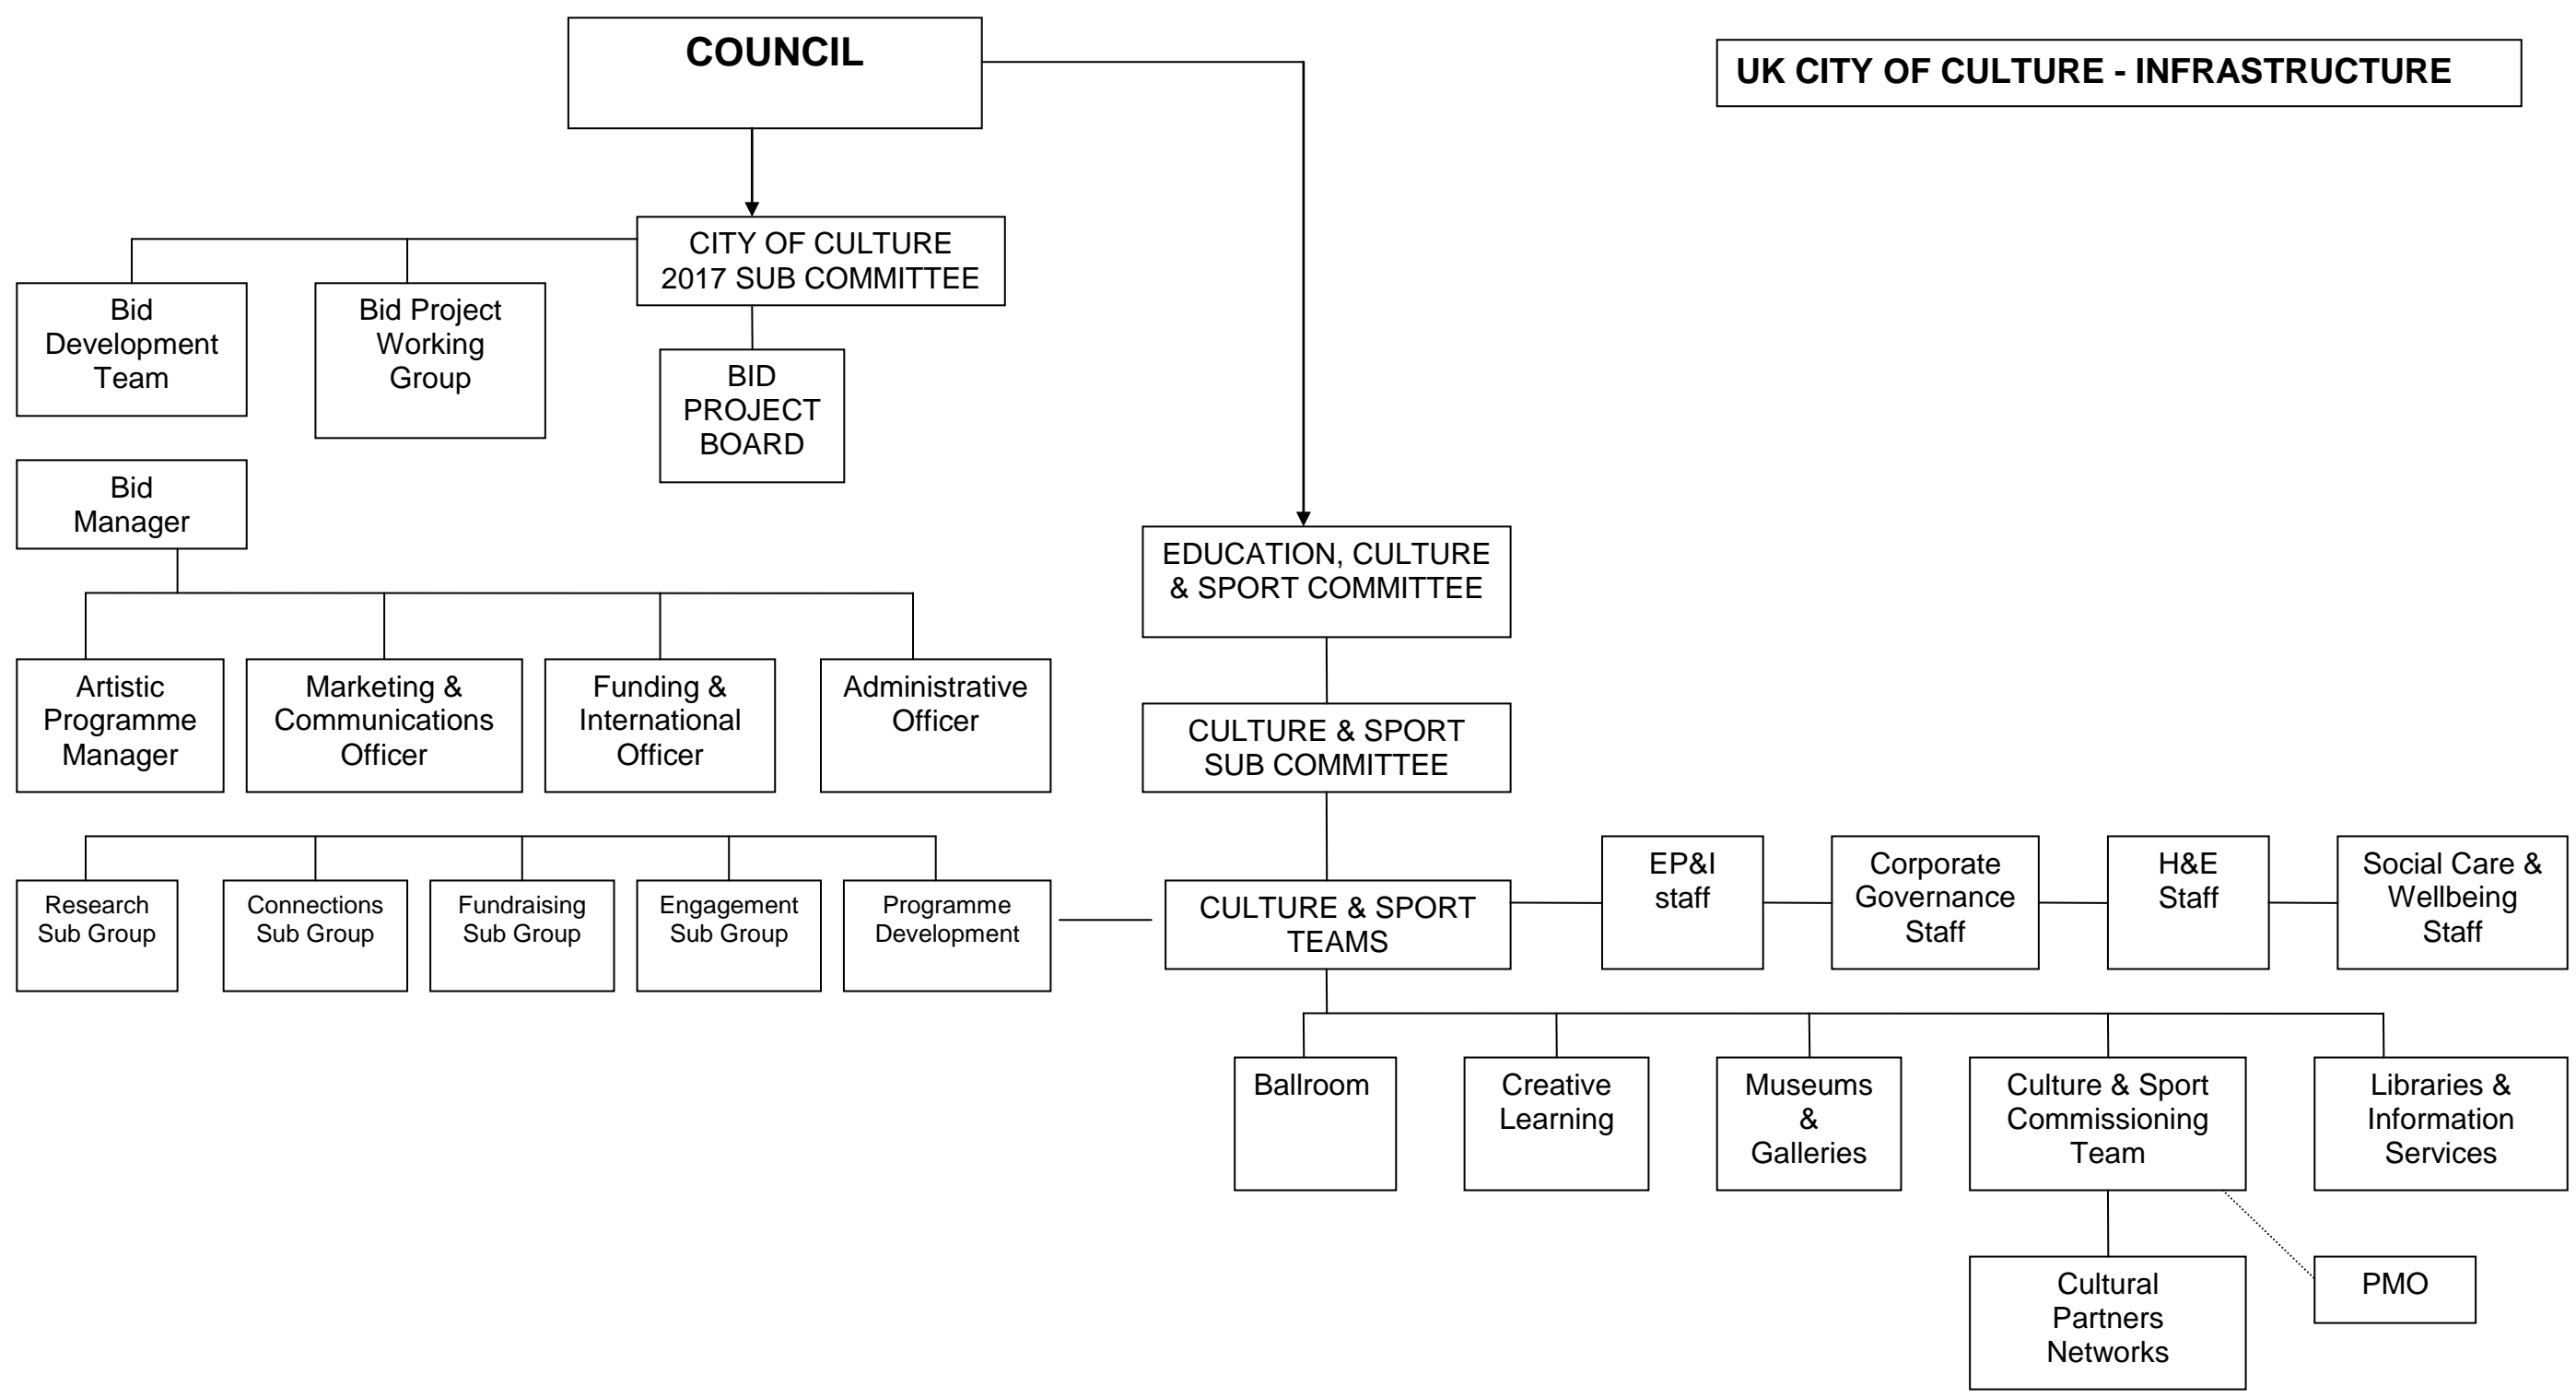 COUNCIL
UK CITY OF CULTURE - INFRASTRUCTURE
CITY OF CULTURE
2017 SUB COMMITTEE
Bid
Development
Team
Bid Project
Working
Group
BID
PROJECT
BOARD
Bid
Manager
EDUCATION, CULTURE
& SPORT COMMITTEE
Artistic
Programme
Manager
Marketing &
Communications
Officer
Funding &
International
Officer
Administrative
Officer
CULTURE & SPORT
SUB COMMITTEE
Research
Sub Group
Connections
Sub Group
Fundraising
Sub Group
Engagement
Sub Group
Programme
Development
CULTURE & SPORT
TEAMS
EP&I
staff
Corporate
Governance
Staff
H&E
Staff
Social Care &
Wellbeing
Staff
Ballroom
Creative
Learning
Museums
&
Galleries
Culture & Sport
Commissioning
Team
Libraries &
Information
Services
Cultural
Partners
Networks
PMO